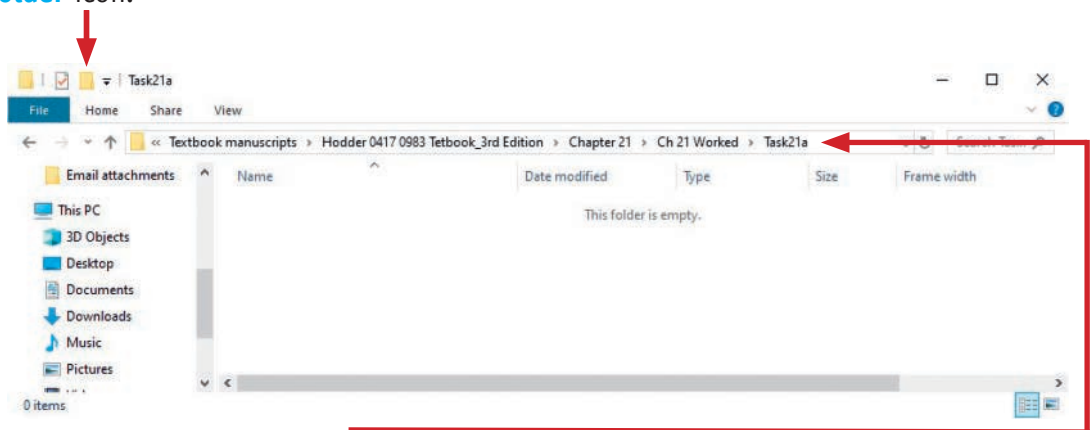 Task21a
File Home Share View
« Textbook manuscripts › Hodder 0417 0983 Tetbook_3rd Edition › Chapter 21 › Ch 21 Worked › Task21a
Email attachments Name Date modified Type Size Frame width
This PC This folder is empty.
3D Objects
Desktop
Documents
Downloads
Music
Pictures
0 items